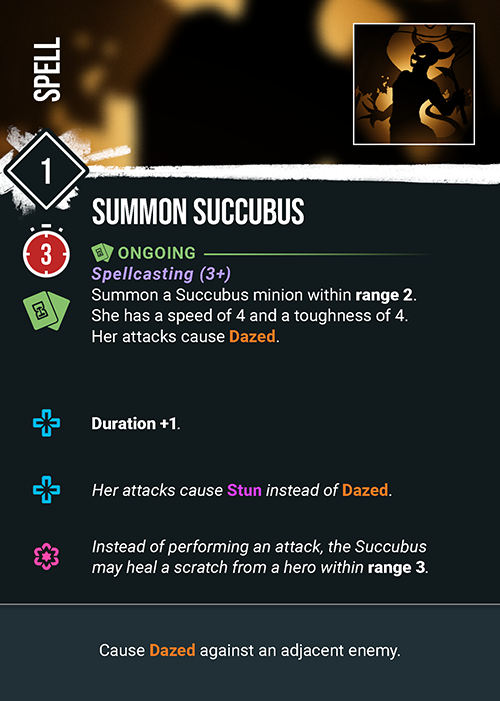 SPELL
1
SUMMON SUCCUBUS
3
ONGOING
Spellcasting (3+)
Summon a Succubus minion within range 2.
She has a speed of 4 and a toughness of 4.
Her attacks cause Dazed.
Duration +1.
Her attacks cause Stun instead of Dazed.
Instead of performing an attack, the Succubus
may heal a scratch from a hero within range 3.
Cause Dazed against an adjacent enemy.